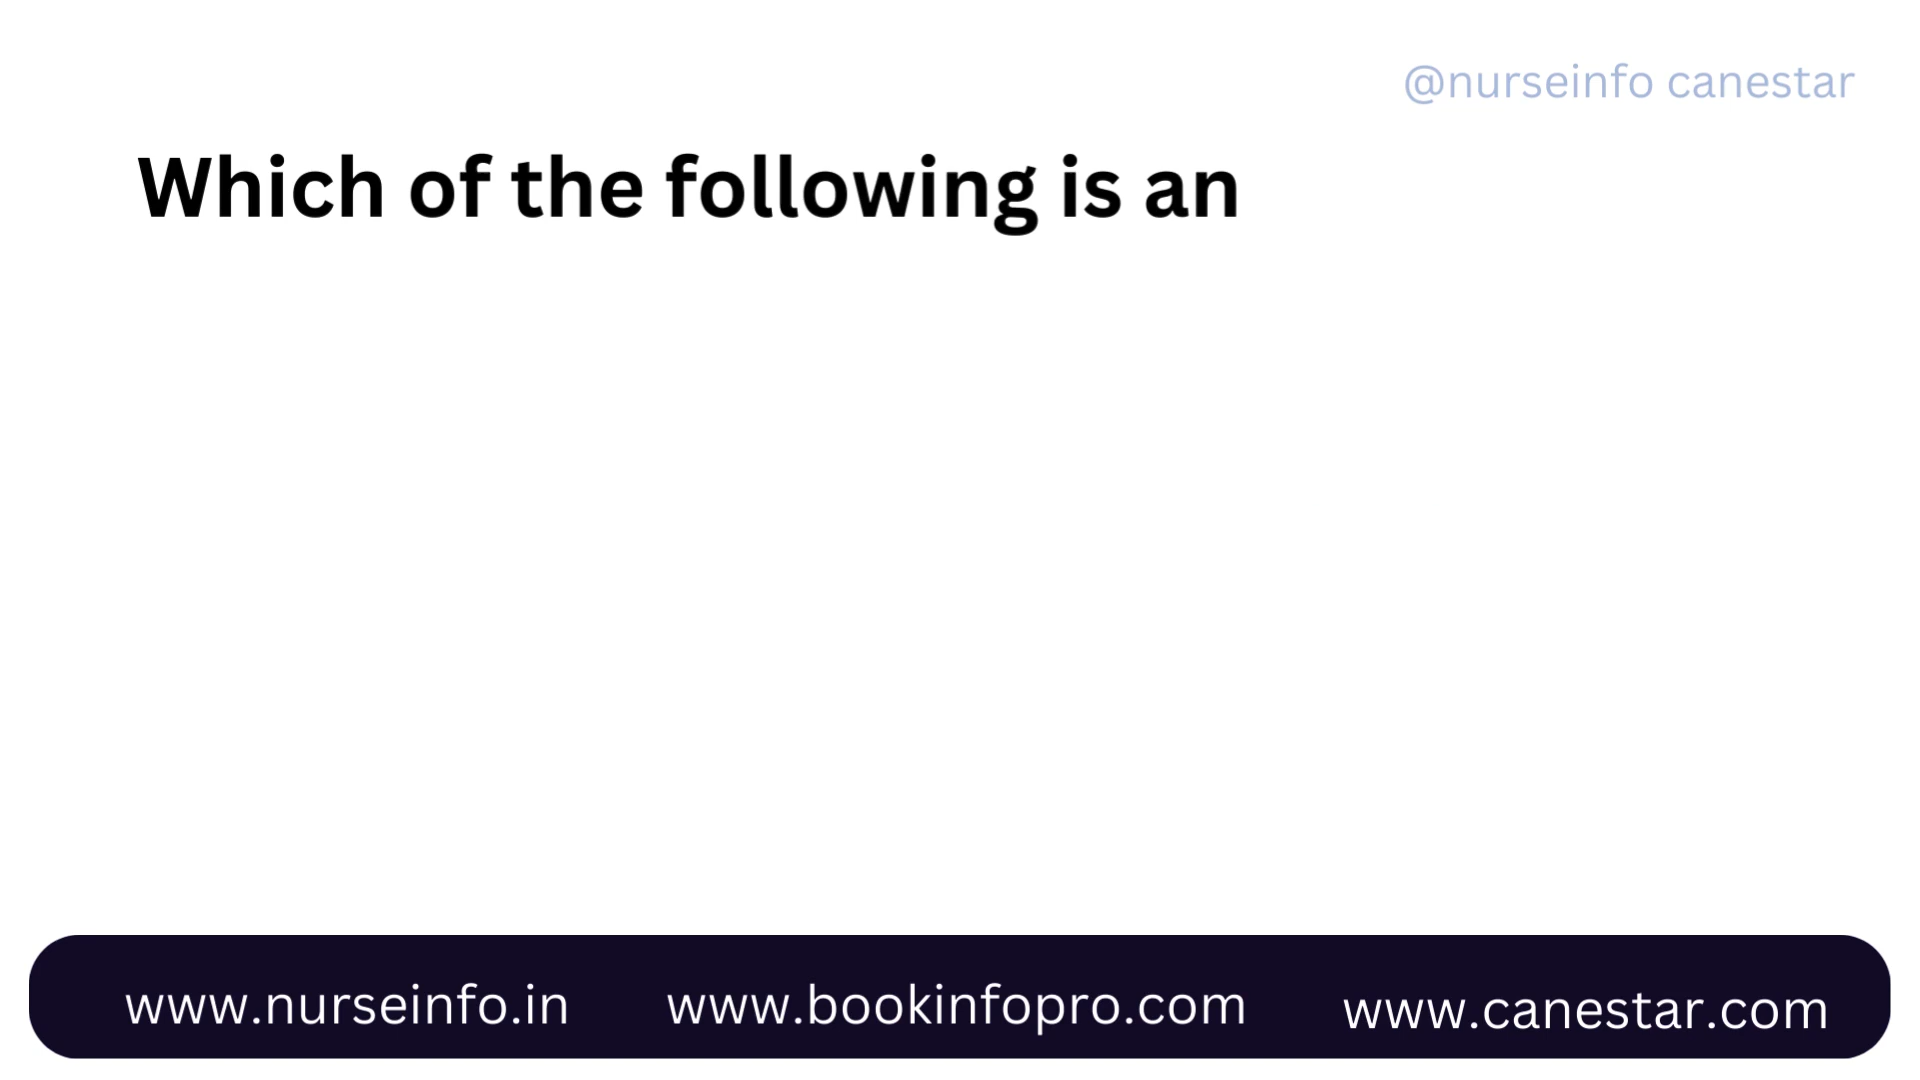 @nurseinfo canestar
Which of the following is an
www.nurseinfo.in www.bookinfopro.com www.canestar.com